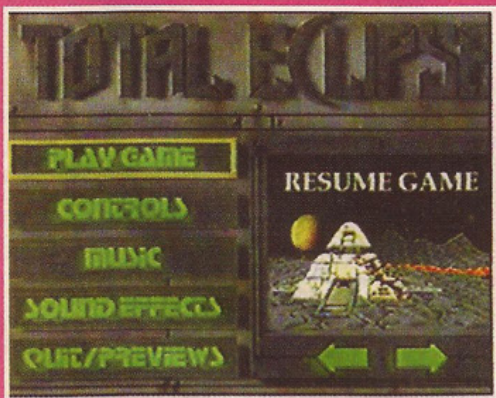 TOTAL ECLIPSE
PLAY GAME
CONTROLS
MUSIC
SOUND EFFECTS
QUIT/PREVIEWS
RESUME GAME